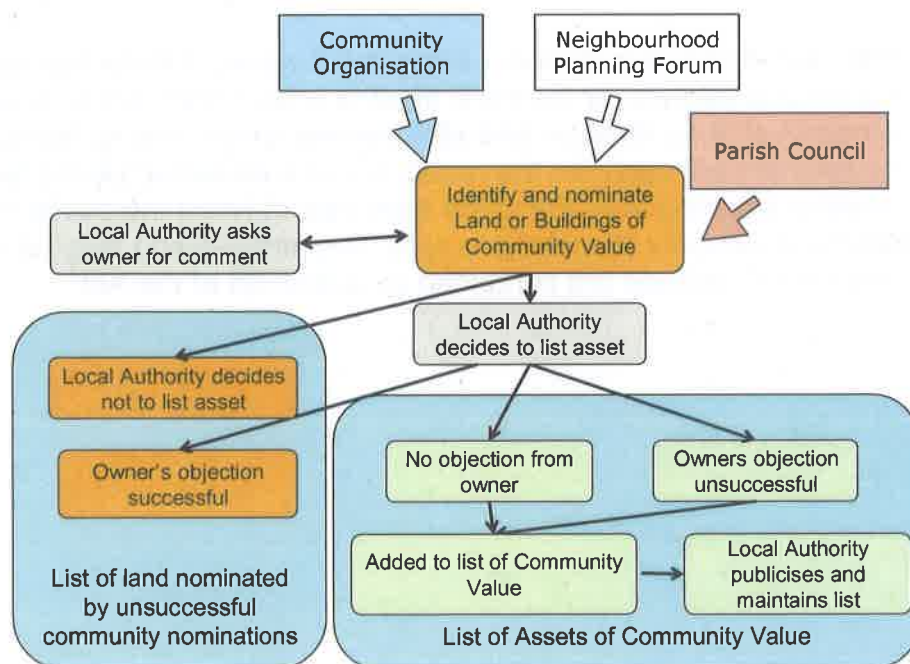 Community
Organisation
Neighbourhood
Planning Forum
Parish Council
Identify and nominate
Land or Buildings of
Community Value
Local Authority asks
owner for comment
Local Authority
decides to list asset
Local Authority decides
not to list asset
Owner's objection
successful
No objection from
owner
Owners objection
unsuccessful
Added to list of Community
Value
Local Authority
publicises and
maintains list
List of land nominated
by unsuccessful
community nominations
List of Assets of Community Value